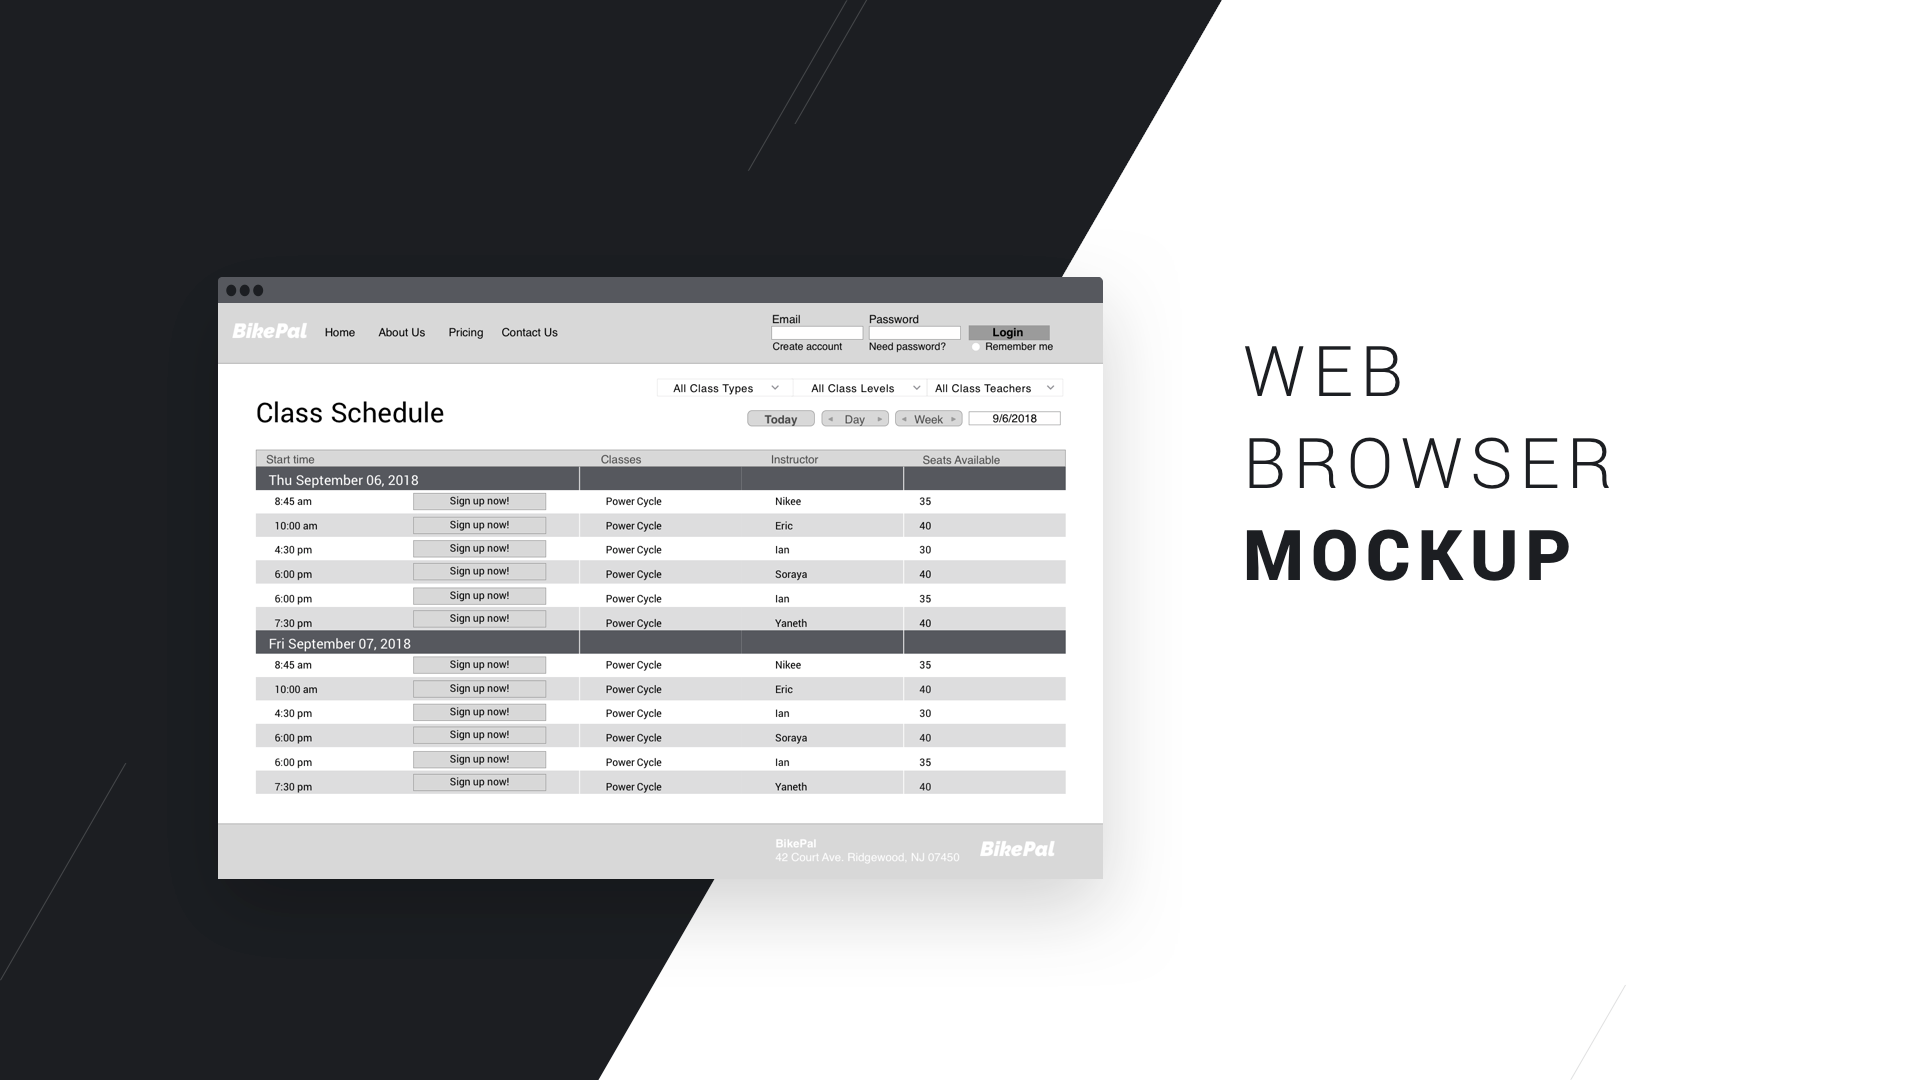 BikePal Home About Us Pricing Contact Us
Email Password
Login
Create account Need password? Remember me
All Class Types All Class Levels All Class Teachers
Class Schedule
Today Day Week 9/6/2018
Start time Classes Instructor Seats Available
Thu September 06, 2018
8:45 am Sign up now! Power Cycle Nikee 35
10:00 am Sign up now! Power Cycle Eric 40
4:30 pm Sign up now! Power Cycle Ian 30
6:00 pm Sign up now! Power Cycle Soraya 40
6:00 pm Sign up now! Power Cycle Ian 35
7:30 pm Sign up now! Power Cycle Yaneth 40
Fri September 07, 2018
8:45 am Sign up now! Power Cycle Nikee 35
10:00 am Sign up now! Power Cycle Eric 40
4:30 pm Sign up now! Power Cycle Ian 30
6:00 pm Sign up now! Power Cycle Soraya 40
6:00 pm Sign up now! Power Cycle Ian 35
7:30 pm Sign up now! Power Cycle Yaneth 40
BikePal
42 Court Ave. Ridgewood, NJ 07450
BikePal
WEB
BROWSER
MOCKUP